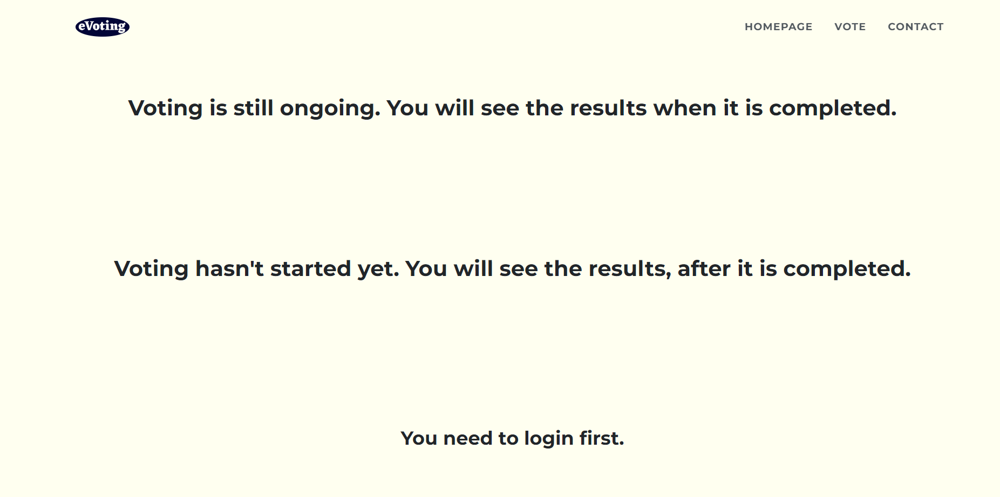 eVoting
HOMEPAGE VOTE CONTACT
Voting is still ongoing. You will see the results when it is completed.
Voting hasn't started yet. You will see the results, after it is completed.
You need to login first.